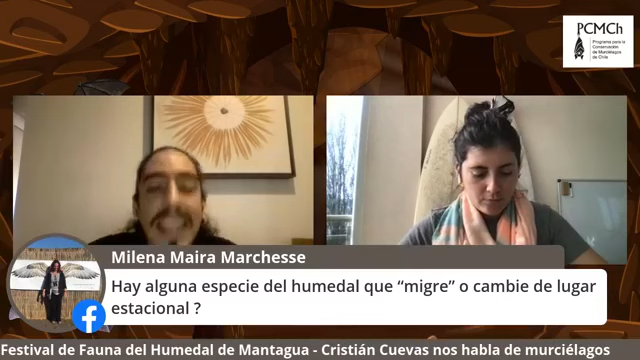 PCMCh
Programa para la
Conservación
de Murciélagos
de Chile
Milena Maira Marchesse
Hay alguna especie del humedal que “migre” o cambie de lugar
estacional ?
Festival de Fauna del Humedal de Mantagua - Cristián Cuevas nos habla de murciélagos